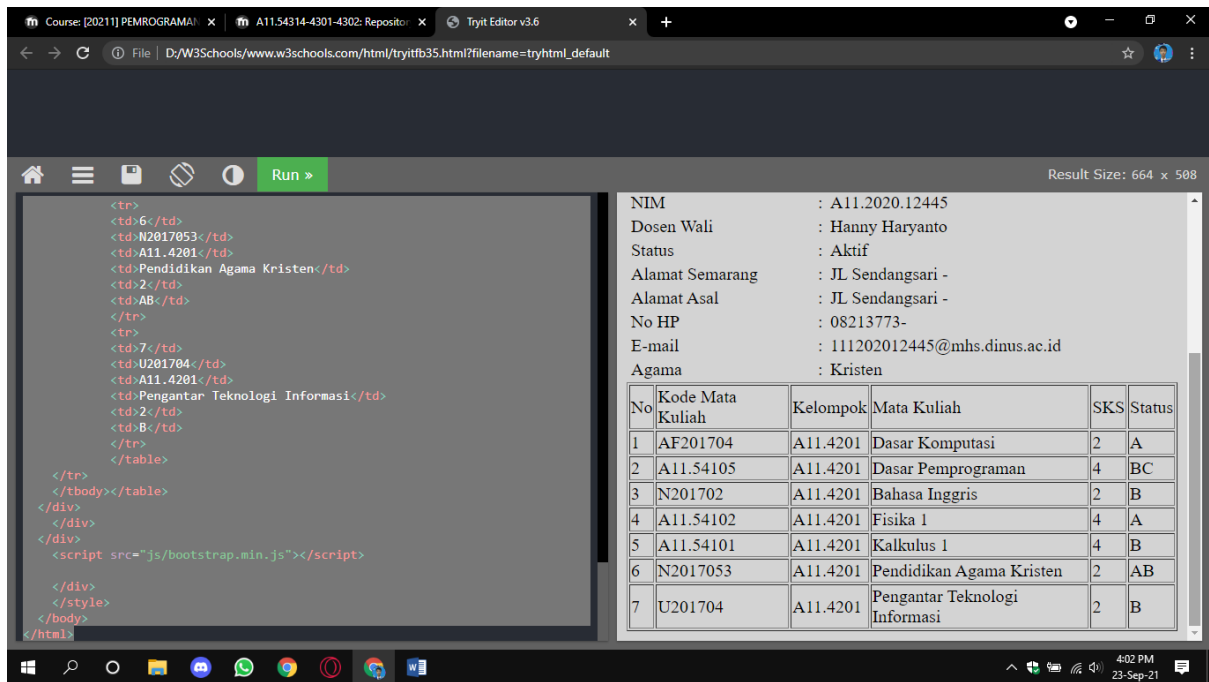 Course: [20211] PEMROGRAMAN
A11.54314-4301-4302: Repositor
Tryit Editor v3.6
File | D:/W3Schools/www.w3schools.com/html/tryitfb35.html?filename=tryhtml_default
Run »
Result Size: 664 x 508
<tr>
<td>6</td>
<td>N2017053</td>
<td>A11.4201</td>
<td>Pendidikan Agama Kristen</td>
<td>2</td>
<td>AB</td>
</tr>
<tr>
<td>7</td>
<td>U201704</td>
<td>A11.4201</td>
<td>Pengantar Teknologi Informasi</td>
<td>2</td>
<td>B</td>
</tr>
</table>
</tr>
</tbody></table>
</div>
</div>
</div>
<script src="js/bootstrap.min.js"></script>
</div>
</style>
</body>
</html>
NIM : A11.2020.12445
Dosen Wali : Hanny Haryanto
Status : Aktif
Alamat Semarang : JL Sendangsari -
Alamat Asal : JL Sendangsari -
No HP : 08213773-
E-mail : 111202012445@mhs.dinus.ac.id
Agama : Kristen
No Kode Mata Kuliah Kelompok Mata Kuliah SKS Status
1 AF201704 A11.4201 Dasar Komputasi 2 A
2 A11.54105 A11.4201 Dasar Pemprograman 4 BC
3 N201702 A11.4201 Bahasa Inggris 2 B
4 A11.54102 A11.4201 Fisika 1 4 A
5 A11.54101 A11.4201 Kalkulus 1 4 B
6 N2017053 A11.4201 Pendidikan Agama Kristen 2 AB
7 U201704 A11.4201 Pengantar Teknologi Informasi 2 B
4:02 PM
23-Sep-21